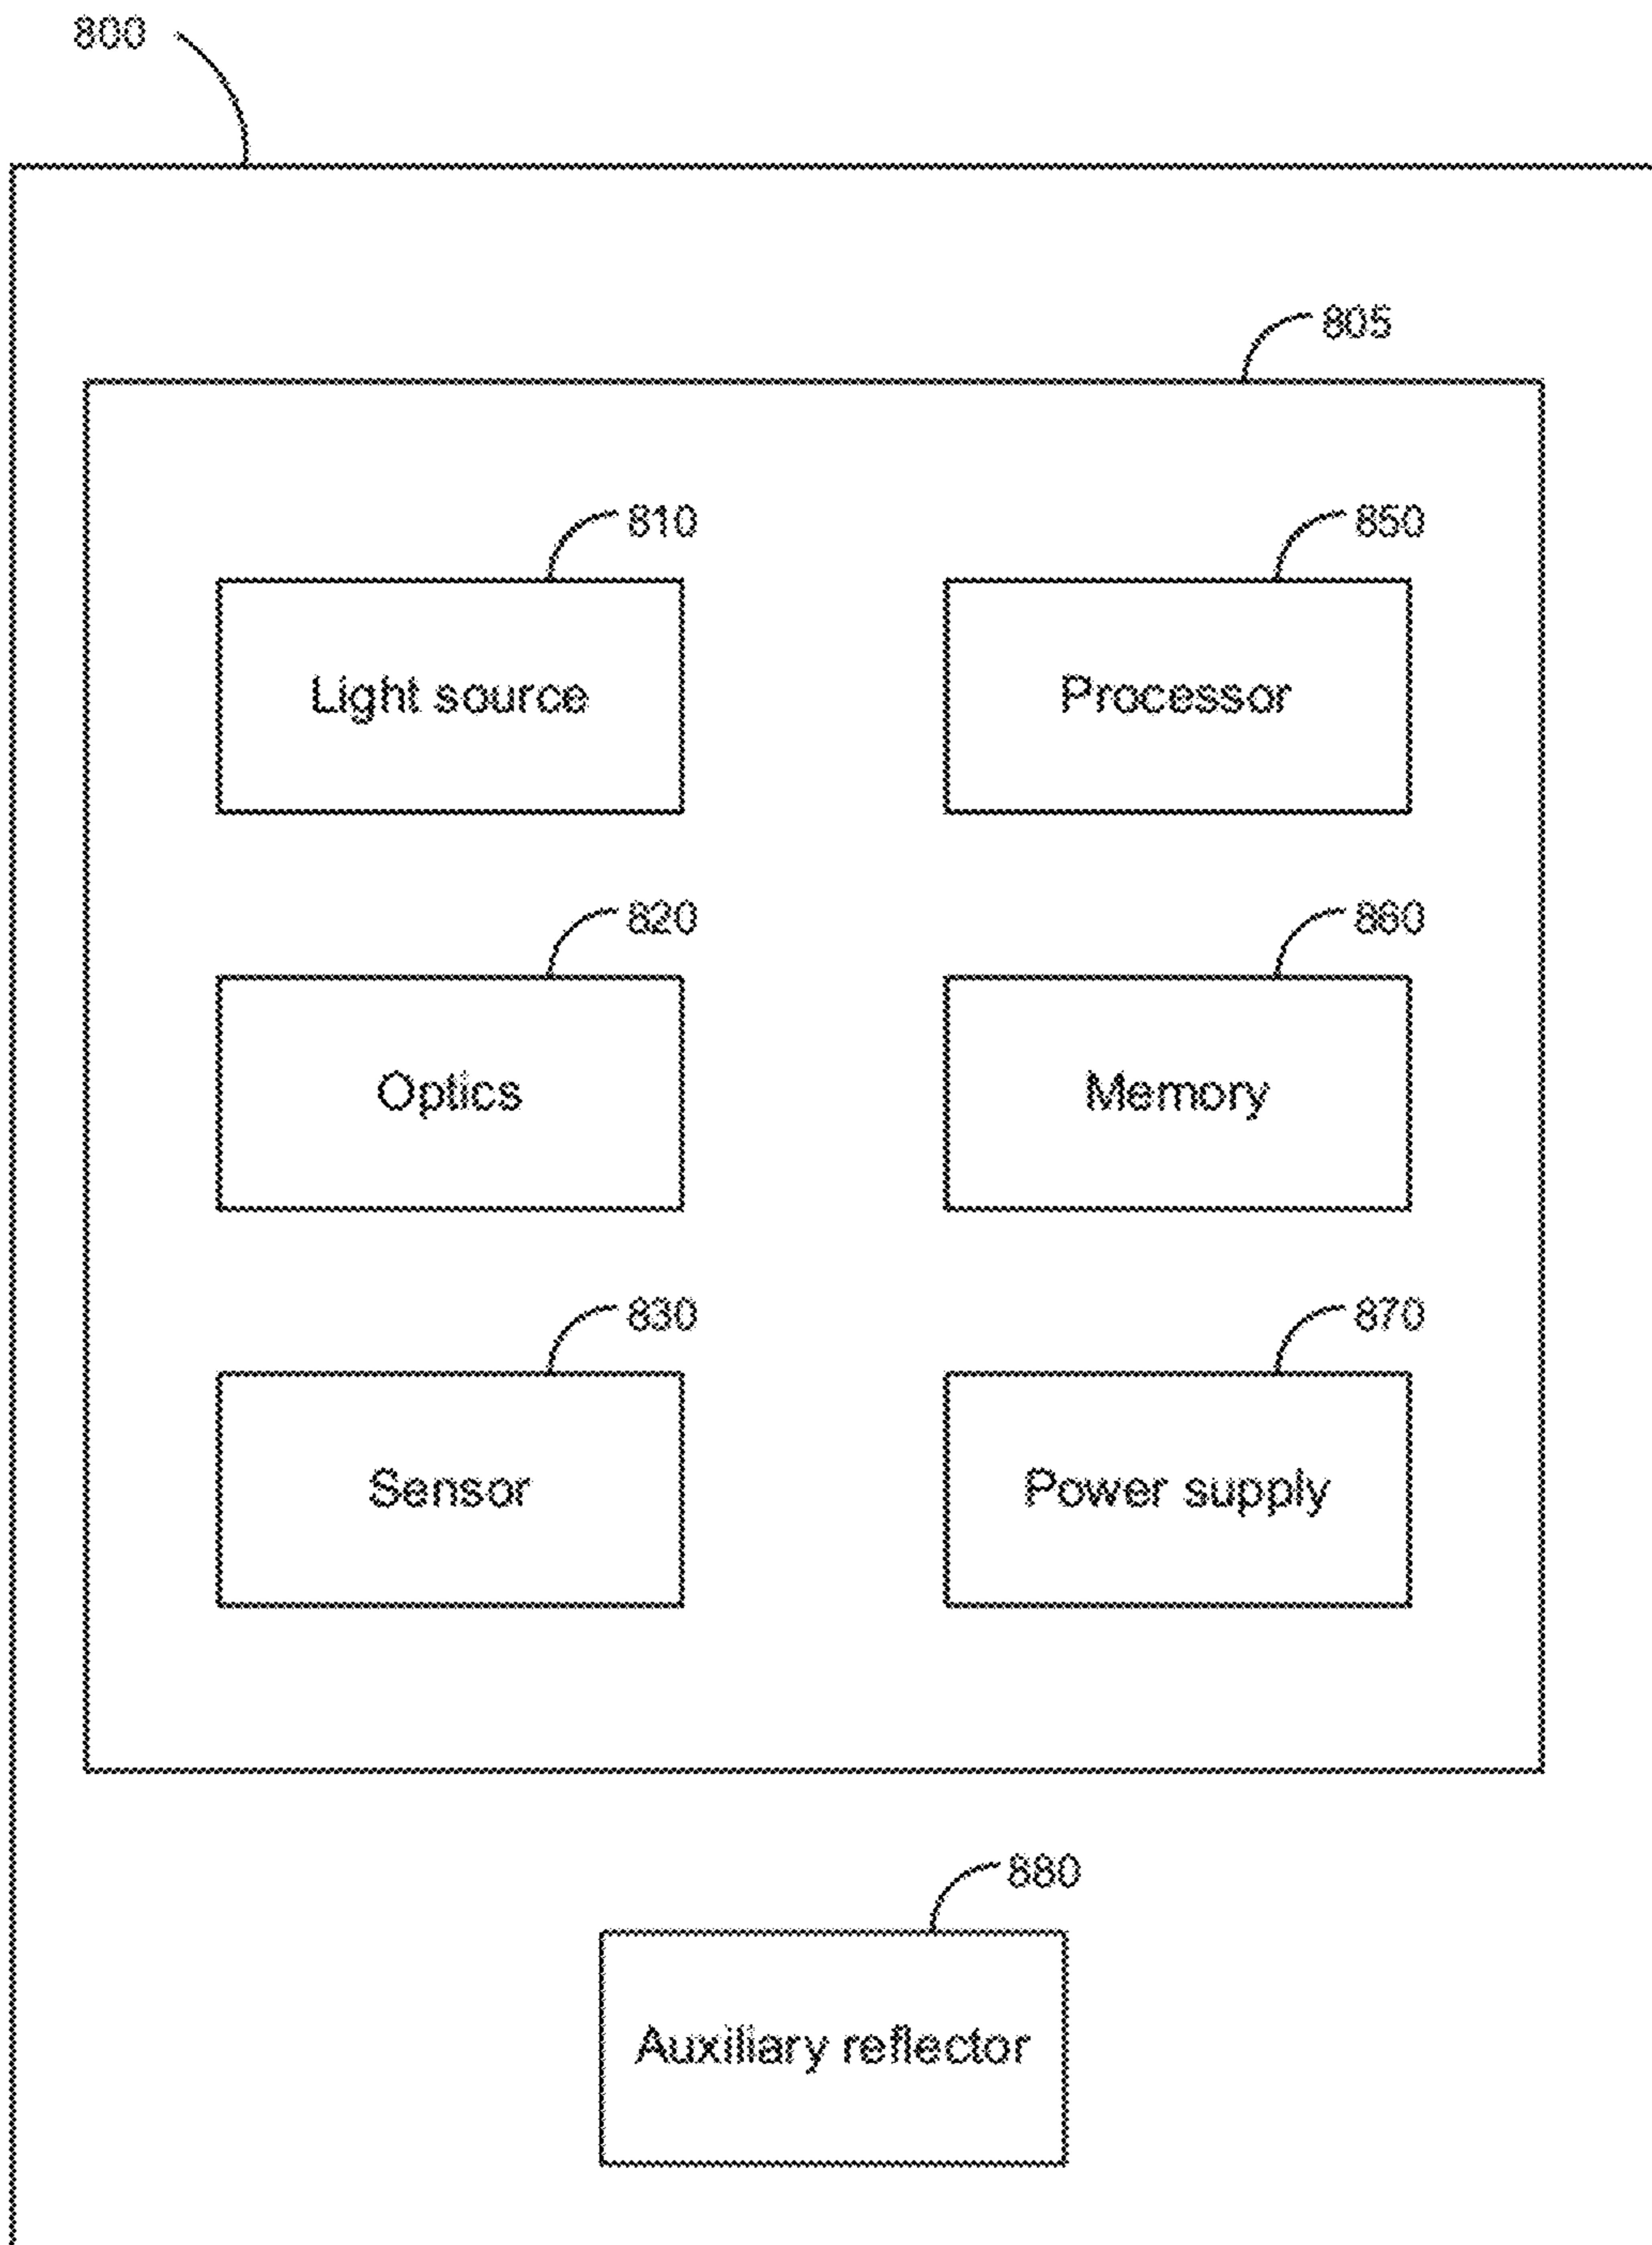 800
805
810
850
Light source
Processor
820
860
Optics
Memory
830
870
Sensor
Power supply
880
Auxiliary reflector